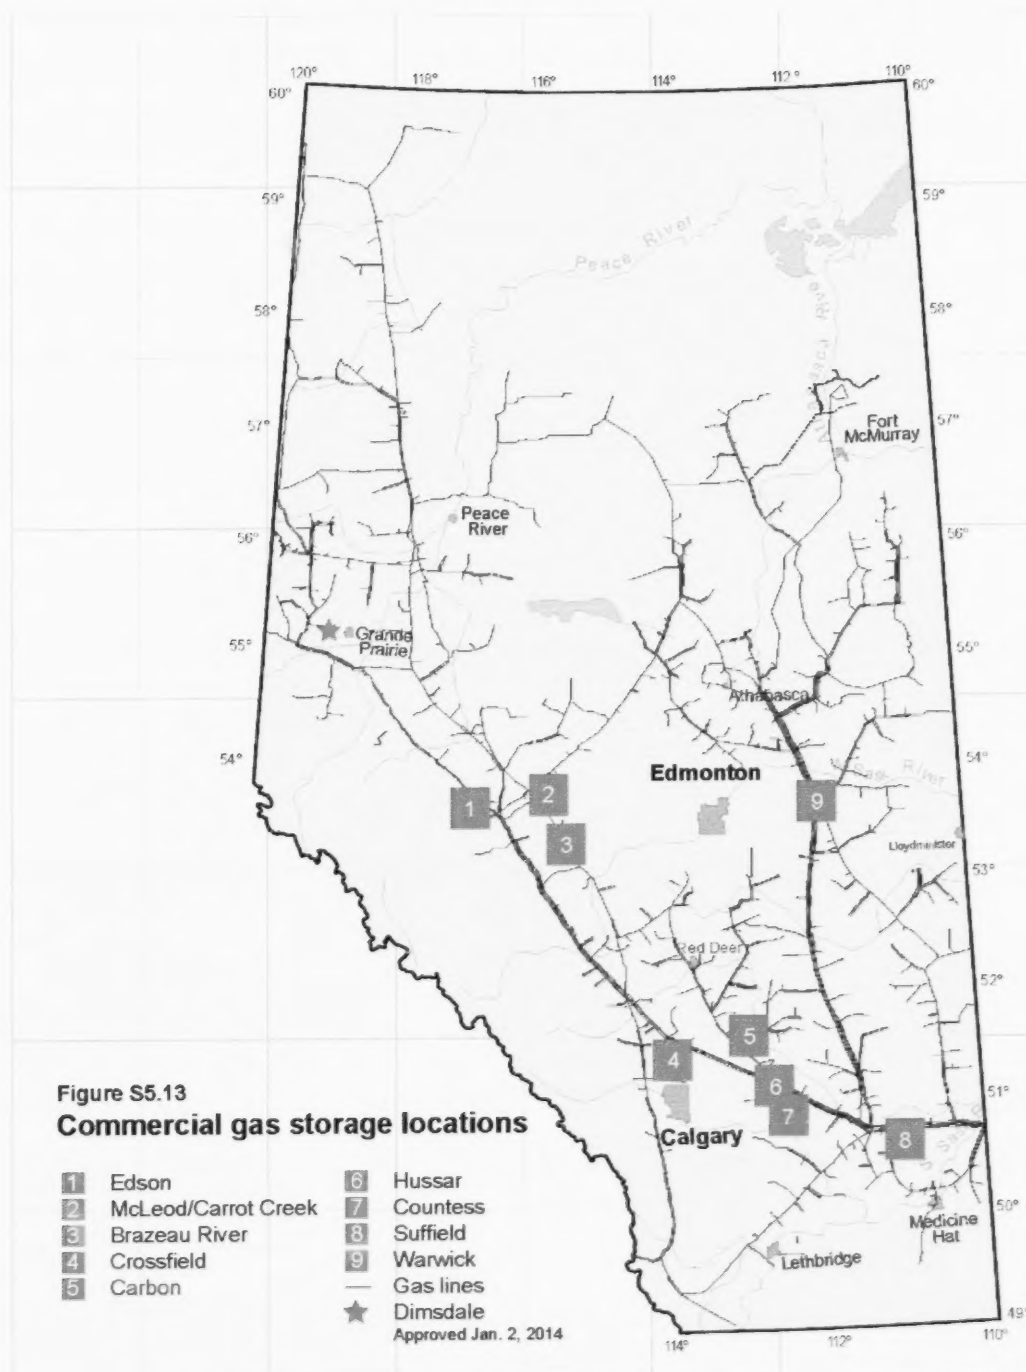 120°
118°
116°
114°
112°
110°
60°
60°
59°
59°
58°
58°
57°
57°
56°
56°
55°
55°
54°
54°
53°
52°
51°
50°
49°
114°
112°
110°
Peace River
Fort
McMurray
Peace
River
Grande
Prairie
Athabasca
Edmonton
River
Lloydminister
Red Deer
Calgary
Medicine
Hat
Lethbridge
1
2
3
4
5
6
7
8
9
Figure S5.13
Commercial gas storage locations
1 Edson
2 McLeod/Carrot Creek
3 Brazeau River
4 Crossfield
5 Carbon
6 Hussar
7 Countess
8 Suffield
9 Warwick
Gas lines
Dimsdale
Approved Jan. 2, 2014